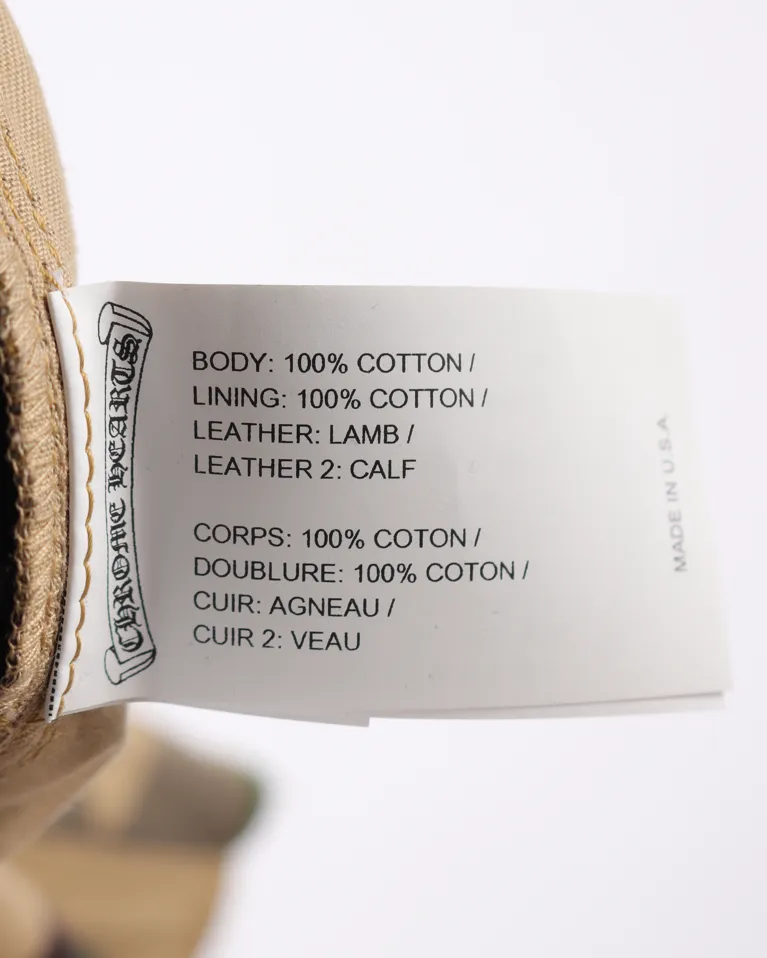 CHROME HEARTS
BODY: 100% COTTON /
LINING: 100% COTTON /
LEATHER: LAMB /
LEATHER 2: CALF
CORPS: 100% COTON /
DOUBLURE: 100% COTON /
CUIR: AGNEAU /
CUIR 2: VEAU
MADE IN U.S.A.